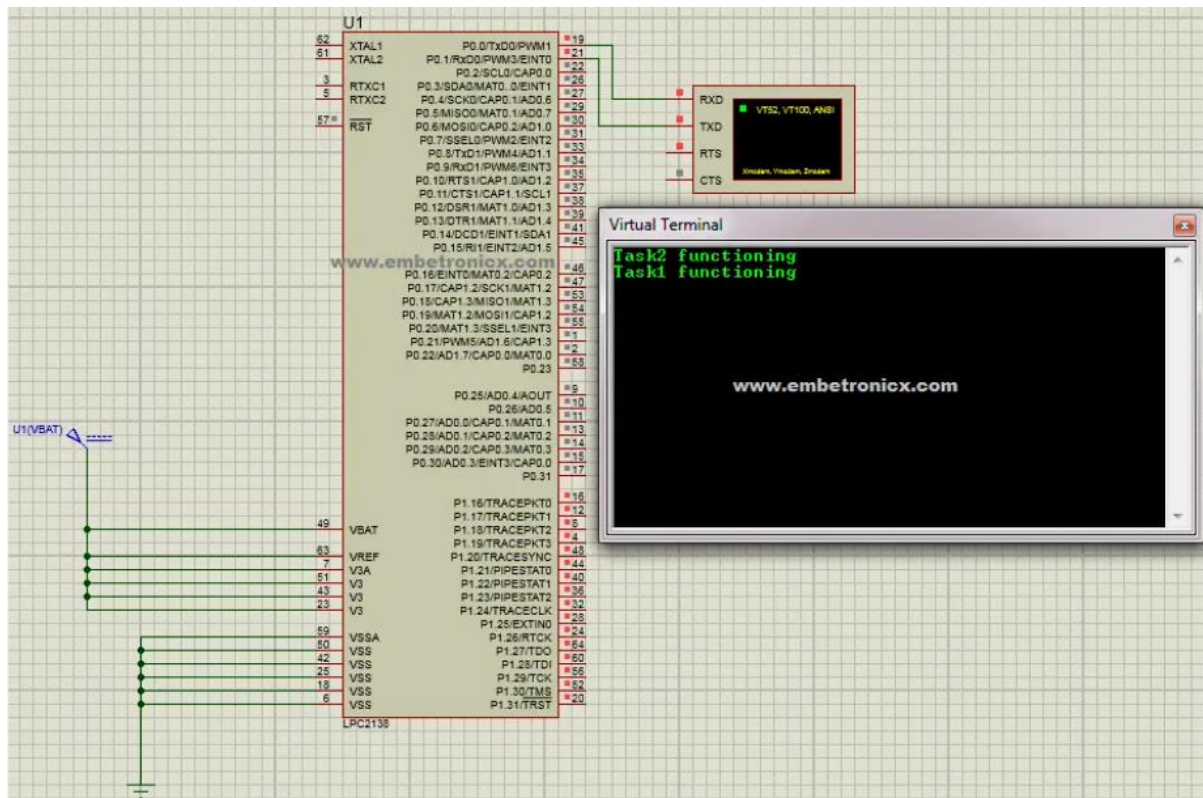 U1
62 XTAL1
61 XTAL2
3 RTXC1
5 RTXC2
57 RST
P0.0/TxD0/PWM1 19
P0.1/RxD0/PWM3/EINT0 21
P0.2/SCL0/CAP0.0 22
P0.3/SDA0/MAT0..0/EINT1 26
P0.4/SCK0/CAP0.1/AD0.6 27
P0.5/MISO0/MAT0.1/AD0.7 29
P0.6/MOSI0/CAP0.2/AD1.0 30
P0.7/SSEL0/PWM2/EINT2 31
P0.8/TxD1/PWM4/AD1.1 33
P0.9/RxD1/PWM6/EINT3 34
P0.10/RTS1/CAP1.0/AD1.2 35
P0.11/CTS1/CAP1.1/SCL1 37
P0.12/DSR1/MAT1.0/AD1.3 38
P0.13/DTR1/MAT1.1/AD1.4 39
P0.14/DCD1/EINT1/SDA1 41
P0.15/RI1/EINT2/AD1.5 45
www.embetronicx.com
P0.16/EINT0/MAT0.2/CAP0.2 46
P0.17/CAP1.2/SCK1/MAT1.2 47
P0.18/CAP1.3/MISO1/MAT1.3 53
P0.19/MAT1.2/MOSI1/CAP1.2 54
P0.20/MAT1.3/SSEL1/EINT3 55
P0.21/PWM5/AD1.6/CAP1.3 1
P0.22/AD1.7/CAP0.0/MAT0.0 2
P0.23 58
P0.25/AD0.4/AOUT 9
P0.26/AD0.5 10
P0.27/AD0.0/CAP0.1/MAT0.1 11
P0.28/AD0.1/CAP0.2/MAT0.2 13
P0.29/AD0.2/CAP0.3/MAT0.3 14
P0.30/AD0.3/EINT3/CAP0.0 15
P0.31 17
P1.16/TRACEPKT0 16
P1.17/TRACEPKT1 12
P1.18/TRACEPKT2 8
P1.19/TRACEPKT3 4
P1.20/TRACESYNC 48
P1.21/PIPESTAT0 44
P1.22/PIPESTAT1 40
P1.23/PIPESTAT2 36
P1.24/TRACECLK 32
P1.25/EXTIN0 28
P1.26/RTCK 24
P1.27/TDO 64
P1.28/TDI 60
P1.29/TCK 56
P1.30/TMS 52
P1.31/TRST 20
U1(VBAT)
49 VBAT
63 VREF
7 V3A
51 V3
43 V3
23 V3
59 VSSA
50 VSS
42 VSS
25 VSS
18 VSS
6 VSS
LPC2138
RXD
TXD
RTS
CTS
VT52, VT100, ANSI
Xmodem, Ymodem, Zmodem
Virtual Terminal
Task2 functioning
Task1 functioning
www.embetronicx.com